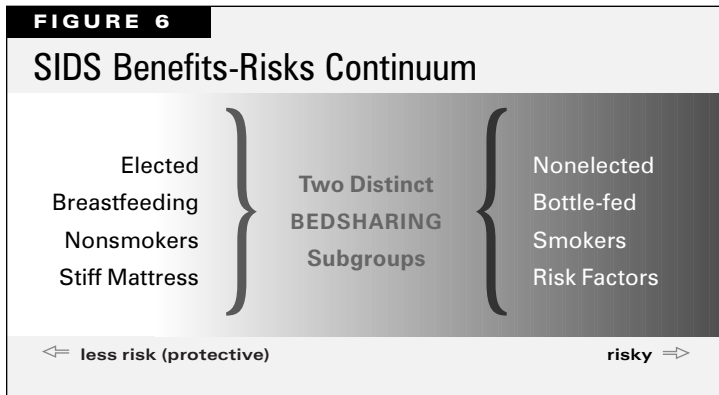 FIGURE 6
SIDS Benefits-Risks Continuum
Elected
Breastfeeding
Nonsmokers
Stiff Mattress
Two Distinct
BEDSHARING
Subgroups
Nonelected
Bottle-fed
Smokers
Risk Factors
less risk (protective)
risky